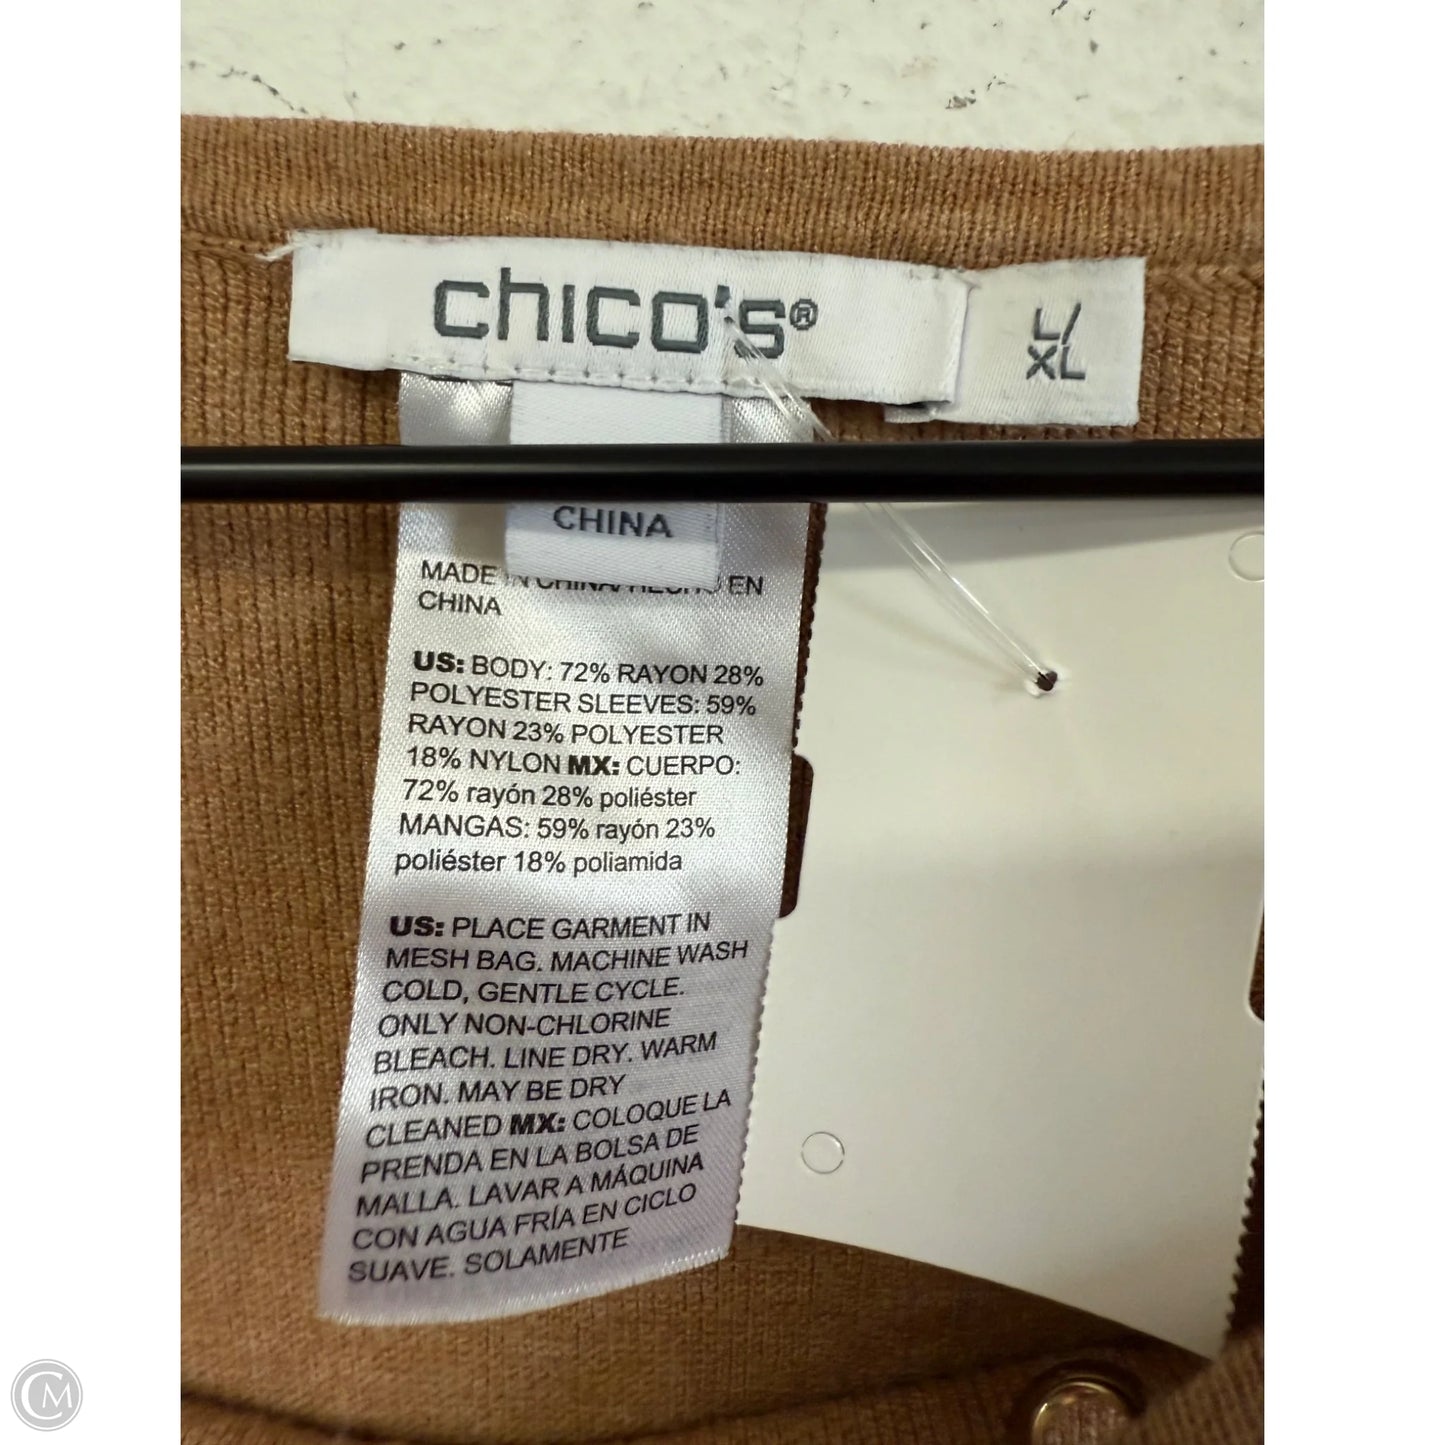 chico's®
L/
XL
CHINA
MADE IN CHINA/HECHO EN
CHINA
US: BODY: 72% RAYON 28%
POLYESTER SLEEVES: 59%
RAYON 23% POLYESTER
18% NYLON MX: CUERPO:
72% rayón 28% poliéster
MANGAS: 59% rayón 23%
poliéster 18% poliamida
US: PLACE GARMENT IN
MESH BAG. MACHINE WASH
COLD, GENTLE CYCLE.
ONLY NON-CHLORINE
BLEACH. LINE DRY. WARM
IRON. MAY BE DRY
CLEANED MX: COLOQUE LA
PRENDA EN LA BOLSA DE
MALLA. LAVAR A MÁQUINA
CON AGUA FRÍA EN CICLO
SUAVE. SOLAMENTE
CM